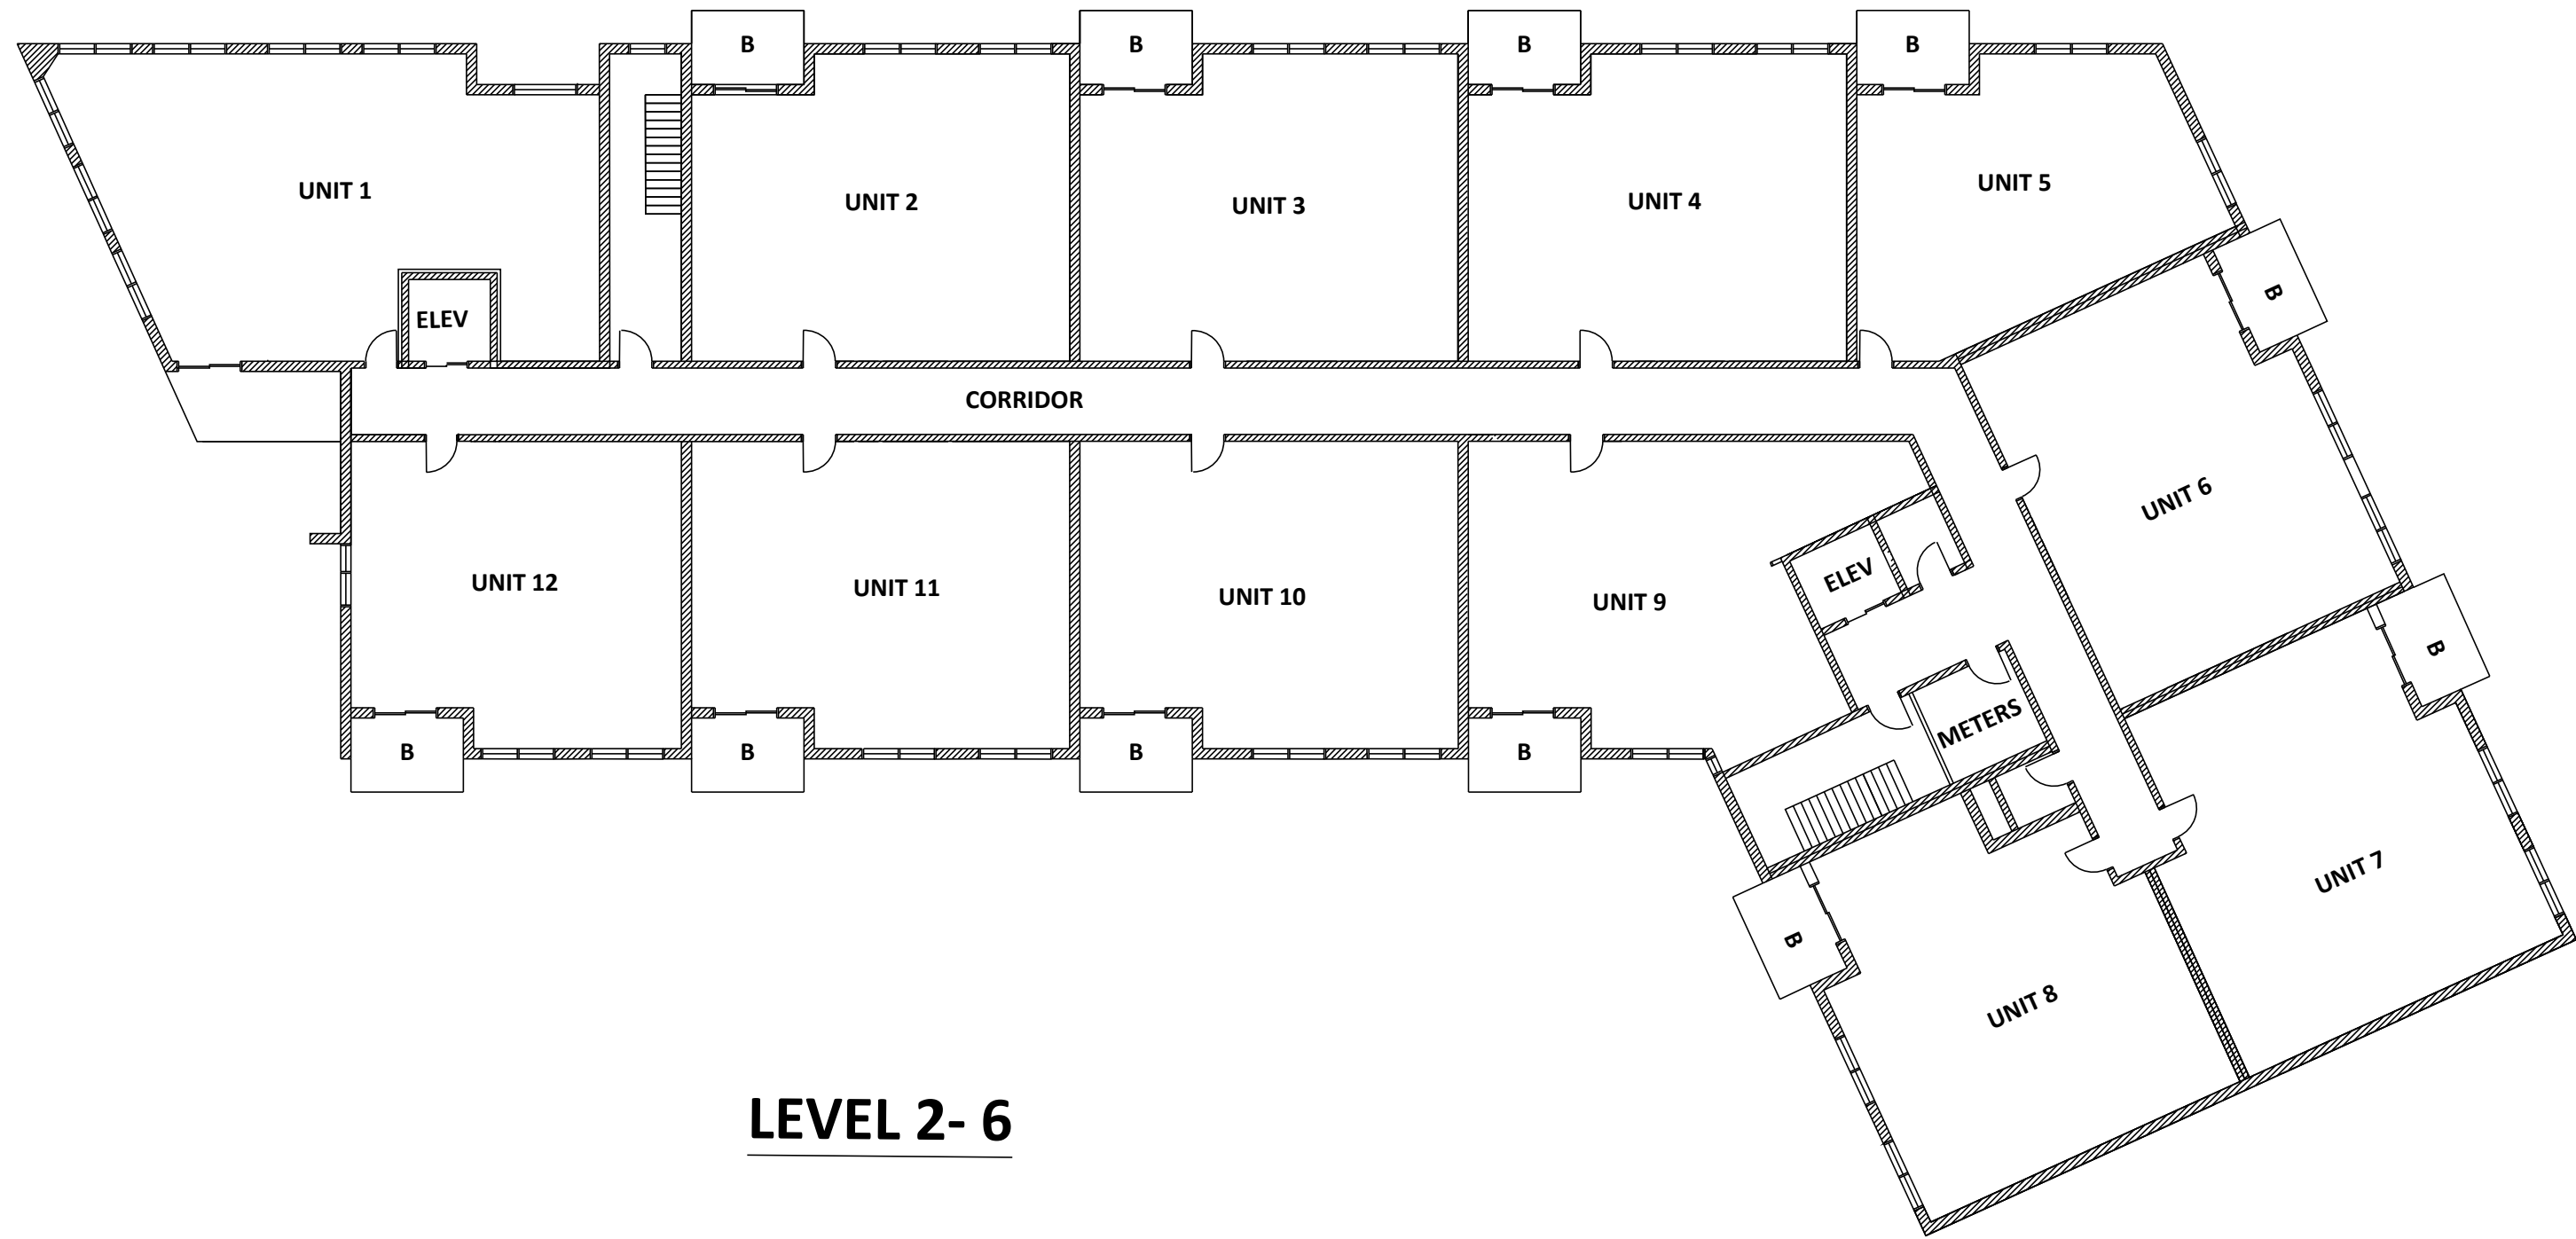 B
B
B
B
UNIT 1
UNIT 2
UNIT 3
UNIT 4
UNIT 5
ELEV
B
CORRIDOR
UNIT 6
UNIT 12
UNIT 11
UNIT 10
UNIT 9
ELEV
B
METERS
B
B
B
B
UNIT 7
B
UNIT 8
LEVEL 2- 6